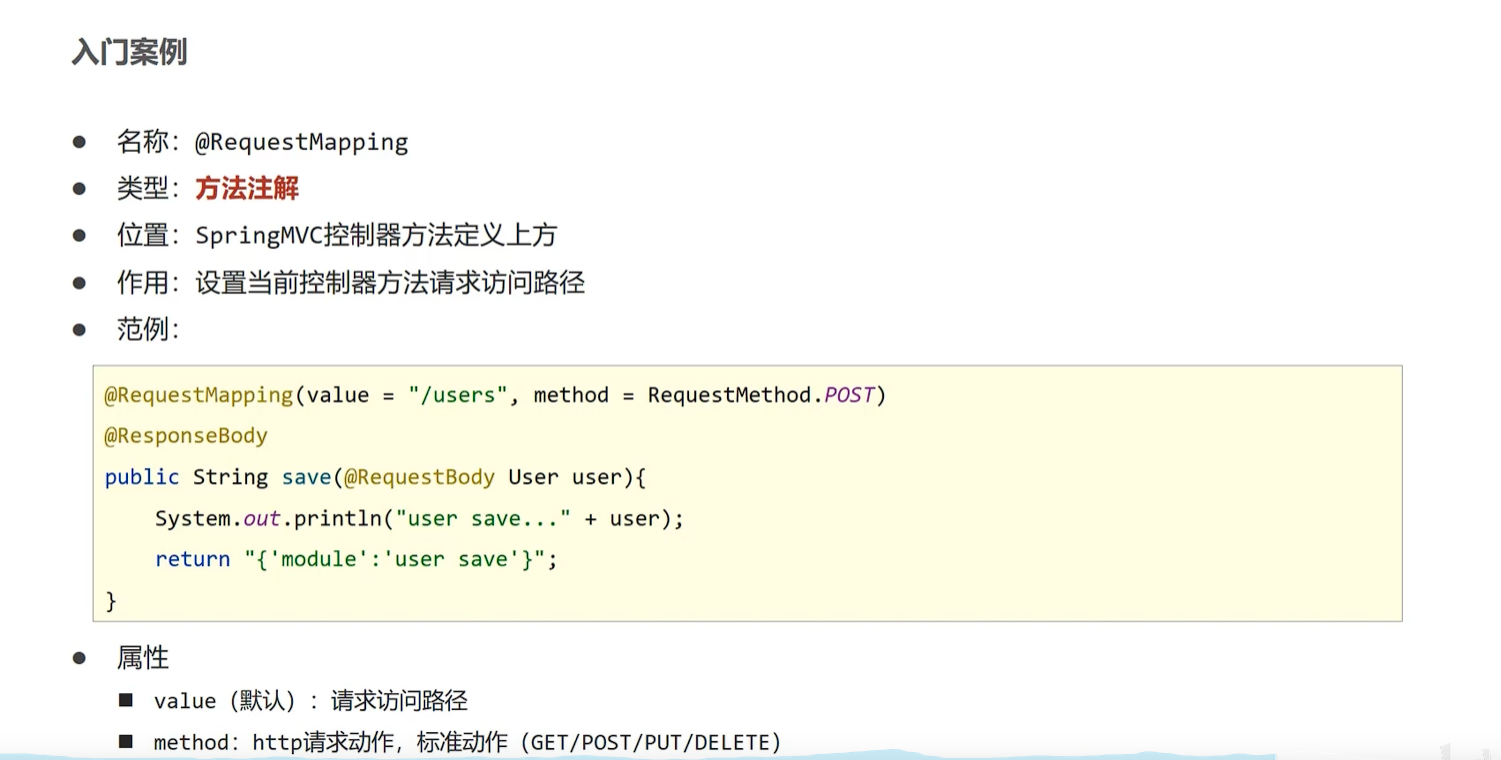 入门案例
● 名称：@RequestMapping
● 类型：方法注解
● 位置：SpringMVC控制器方法定义上方
● 作用：设置当前控制器方法请求访问路径
● 范例：
@RequestMapping(value = "/users", method = RequestMethod.POST)
@ResponseBody
public String save(@RequestBody User user){
    System.out.println("user save..." + user);
    return "{'module':'user save'}";
}
● 属性
■ value（默认）：请求访问路径
■ method：http请求动作，标准动作（GET/POST/PUT/DELETE）